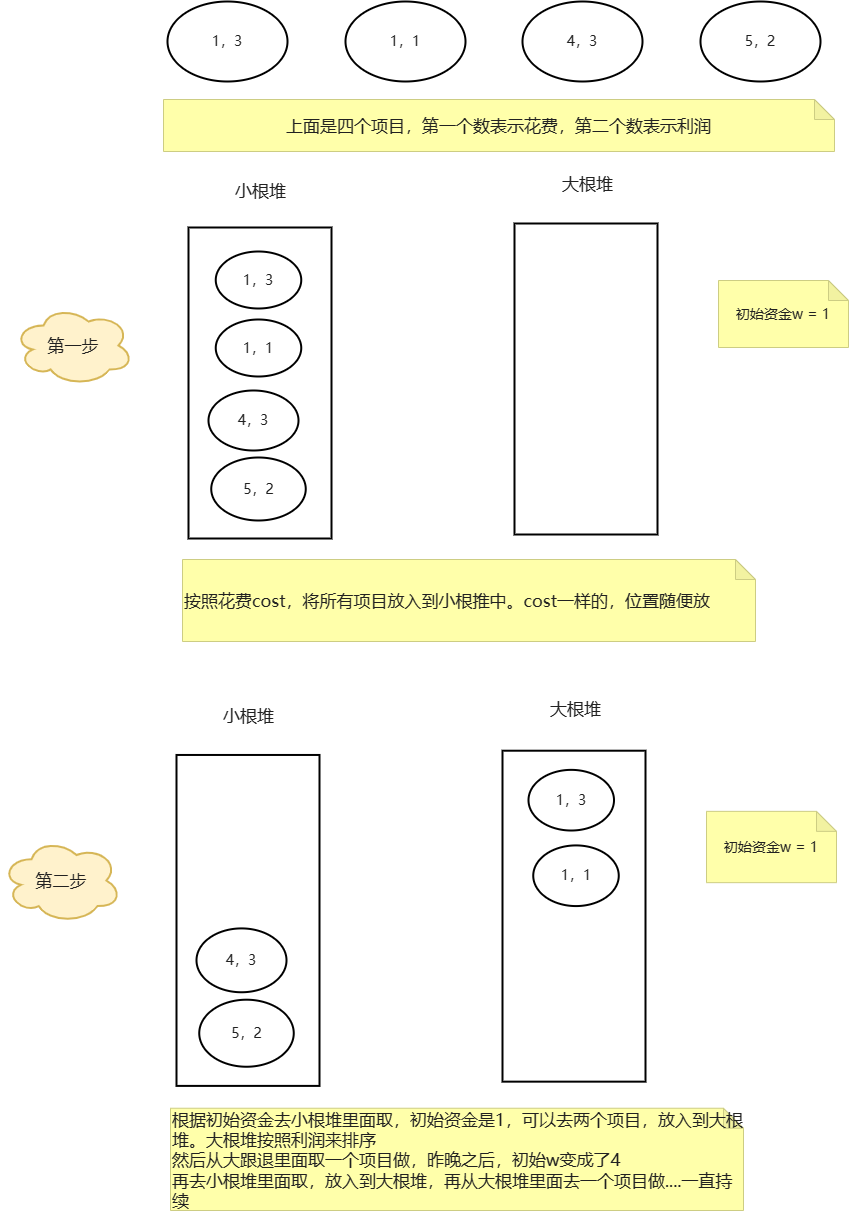 1，3
1，1
4，3
5，2
上面是四个项目，第一个数表示花费，第二个数表示利润
小根堆
大根堆
第一步
1，3
1，1
4，3
5，2
初始资金w = 1
按照花费cost，将所有项目放入到小根推中。cost一样的，位置随便放
小根堆
大根堆
第二步
4，3
5，2
1，3
1，1
初始资金w = 1
根据初始资金去小根堆里面取，初始资金是1，可以去两个项目，放入到大根
堆。大根堆按照利润来排序
然后从大跟退里面取一个项目做，昨晚之后，初始w变成了4
再去小根堆里面取，放入到大根堆，再从大根堆里面去一个项目做....一直持
续